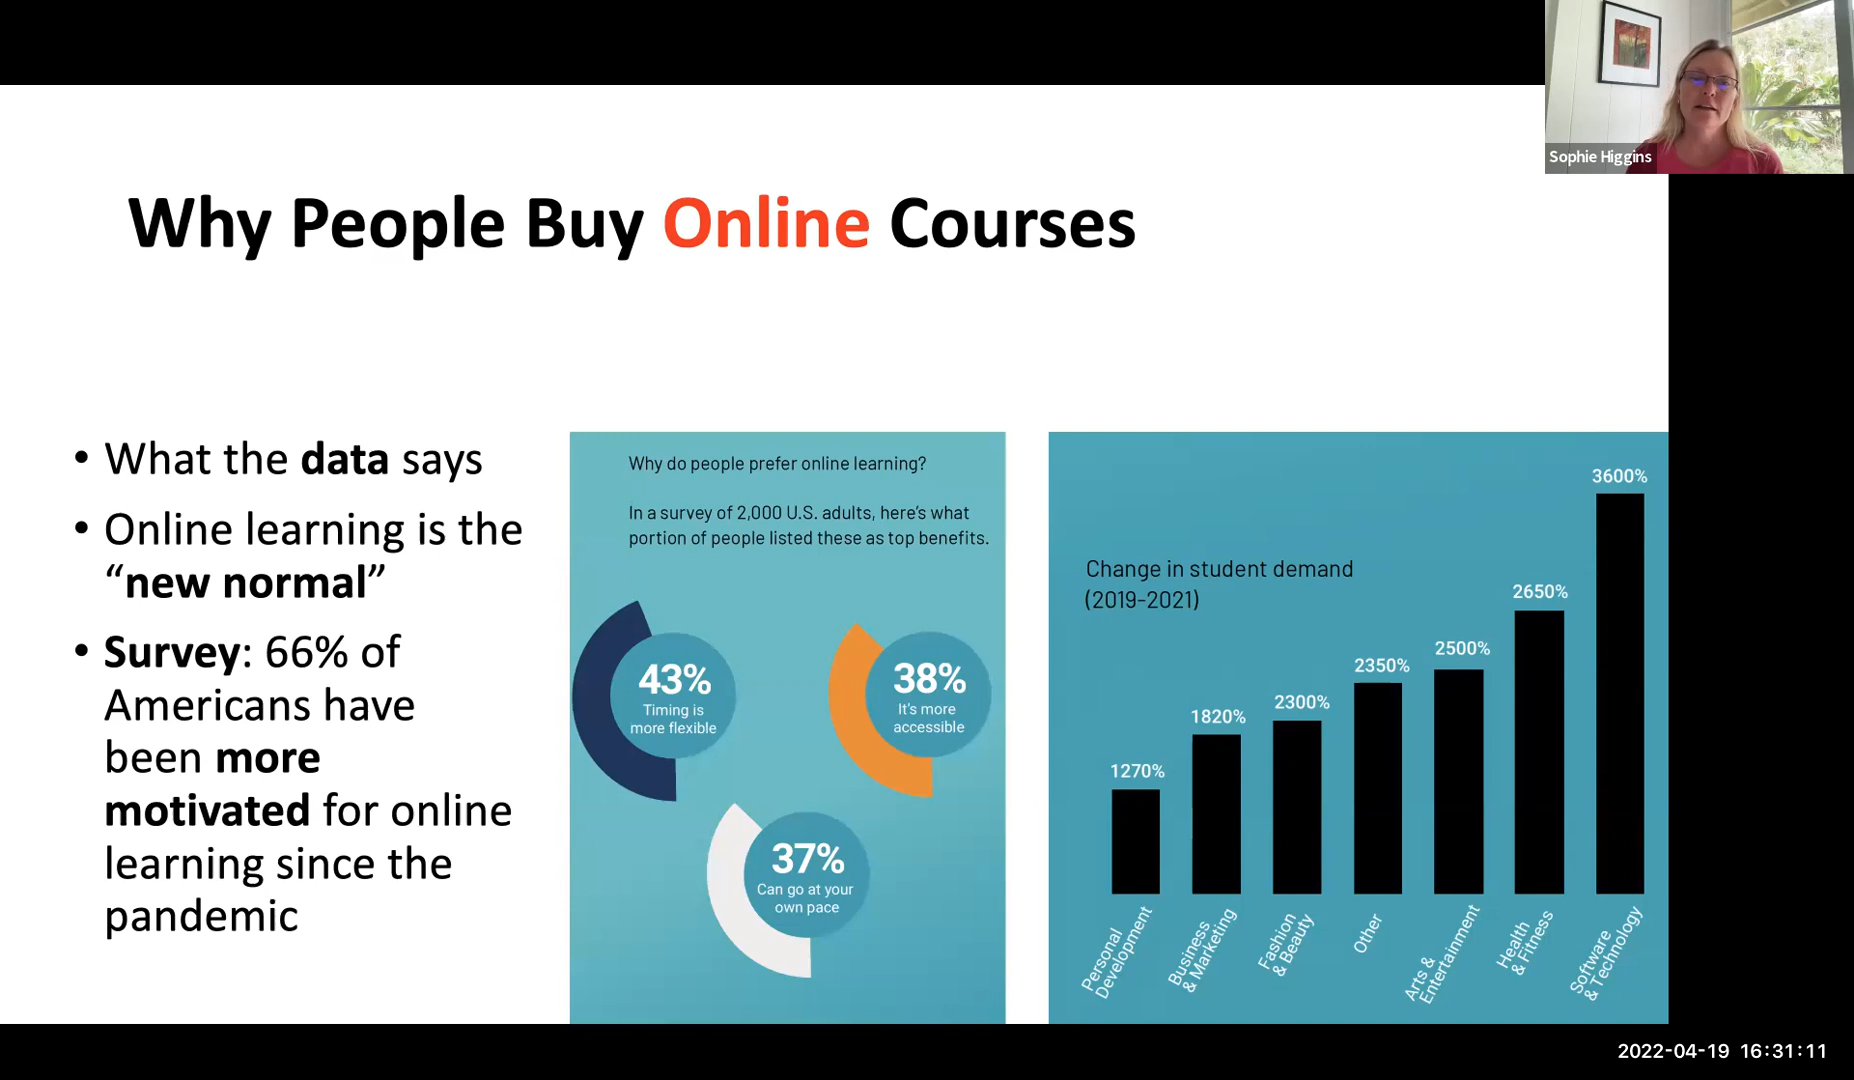 Sophie Higgins
Why People Buy Online Courses
• What the data says
• Online learning is the
“new normal”
• Survey: 66% of
Americans have
been more
motivated for online
learning since the
pandemic
Why do people prefer online learning?
In a survey of 2,000 U.S. adults, here's what
portion of people listed these as top benefits.
43%
Timing is
more flexible
38%
It's more
accessible
37%
Can go at your
own pace
Change in student demand
(2019-2021)
1270%
1820%
2300%
2350%
2500%
2650%
3600%
Personal
Development
Business
& Marketing
Fashion
& Beauty
Other
Arts &
Entertainment
Health
& Fitness
Software
& Technology
2022-04-19 16:31:11